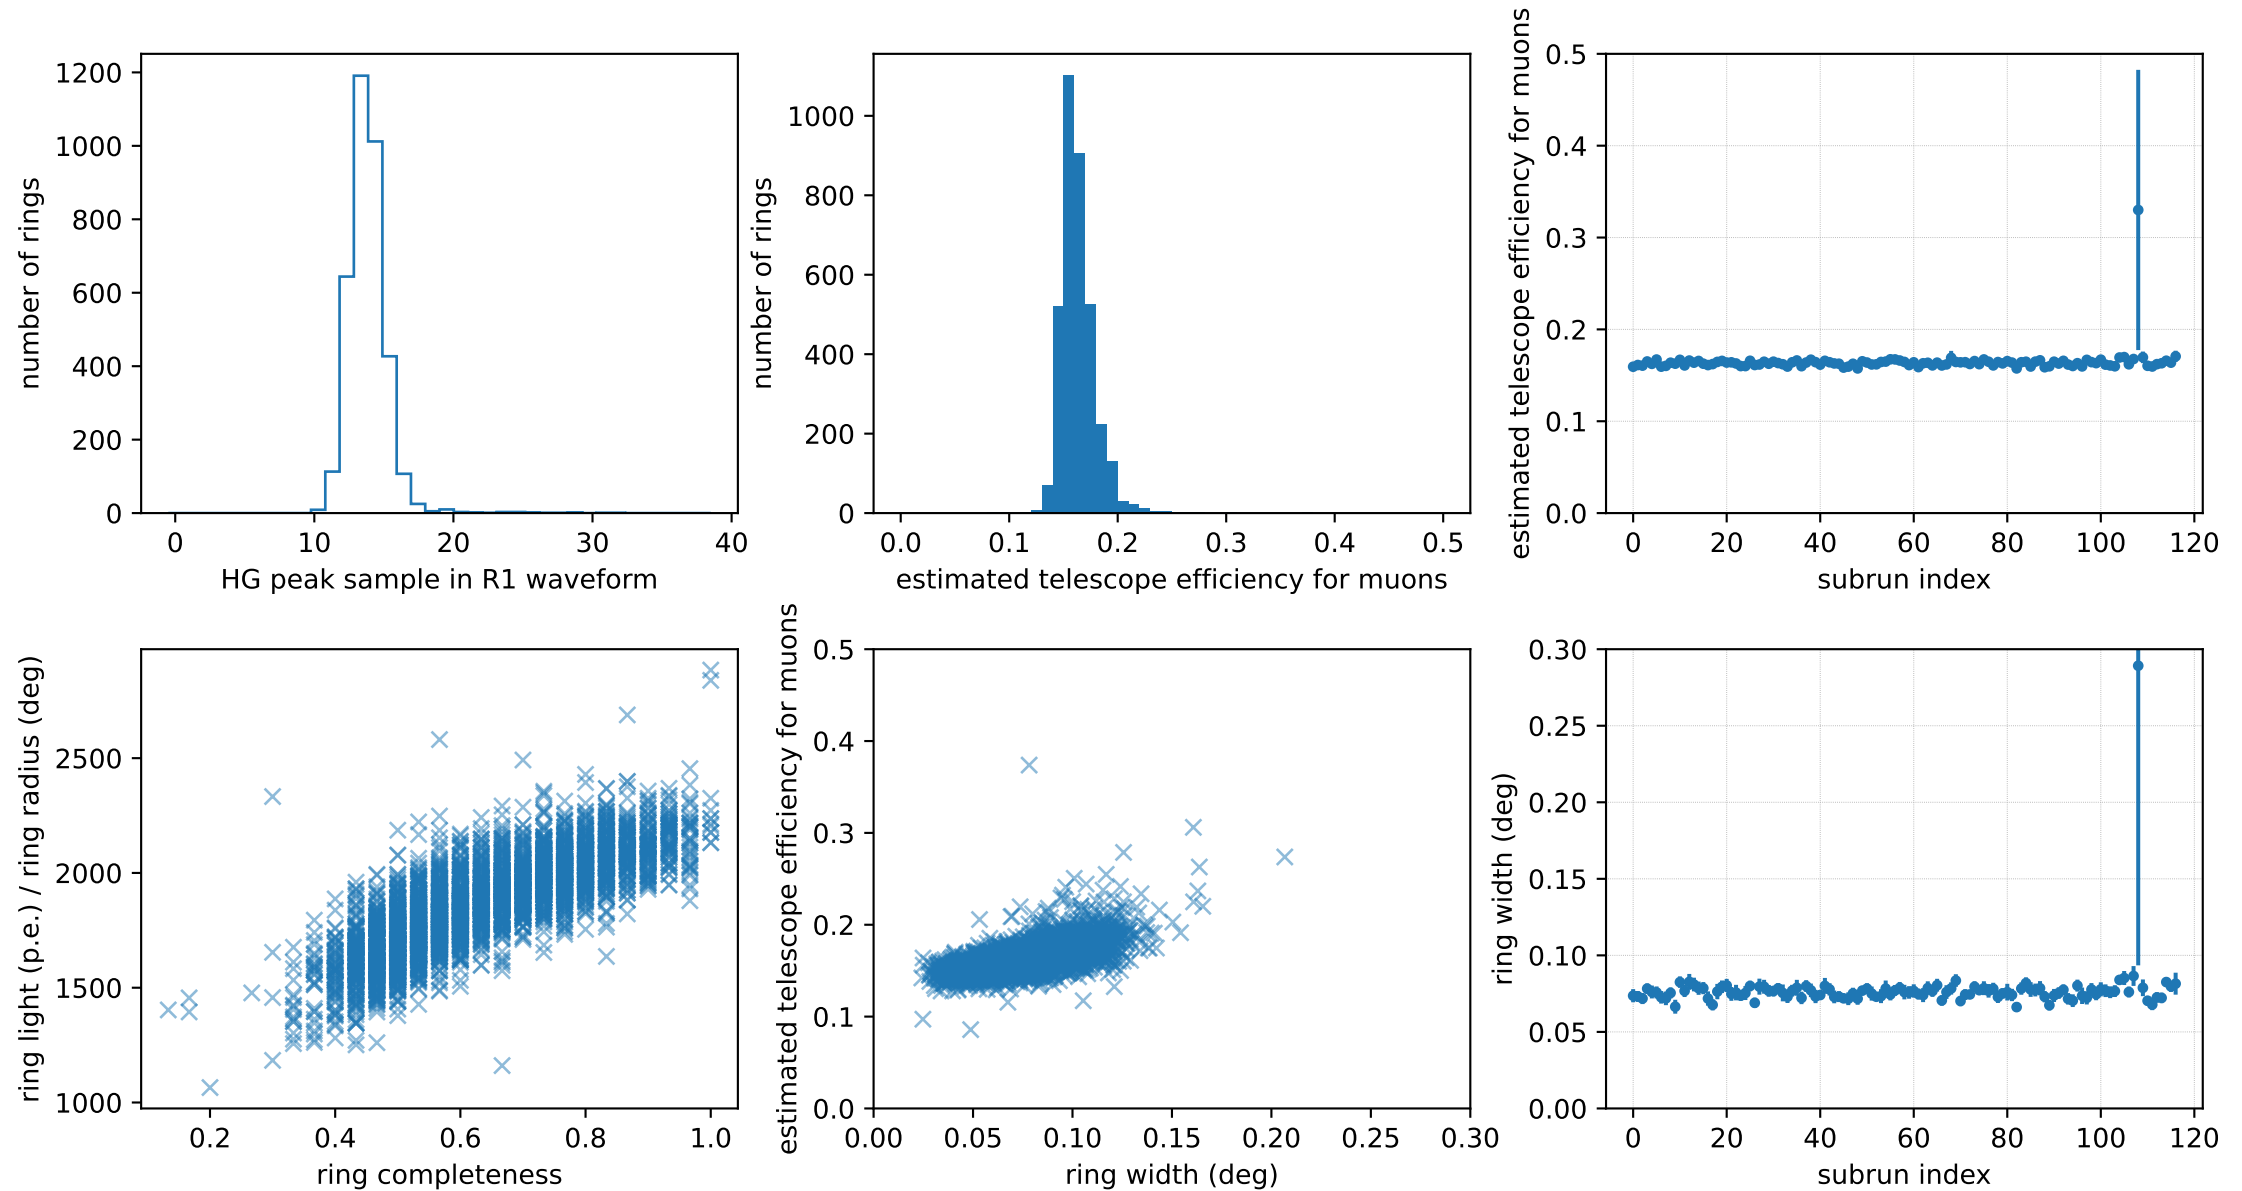 number of rings
1200
1000
800
600
400
200
0
0 10 20 30 40
HG peak sample in R1 waveform
number of rings
1000
800
600
400
200
0
0.0 0.1 0.2 0.3 0.4 0.5
estimated telescope efficiency for muons
estimated telescope efficiency for muons
0.5
0.4
0.3
0.2
0.1
0.0
0 20 40 60 80 100 120
subrun index
ring light (p.e.) / ring radius (deg)
2500
2000
1500
1000
0.2 0.4 0.6 0.8 1.0
ring completeness
estimated telescope efficiency for muons
0.5
0.4
0.3
0.2
0.1
0.0
0.00 0.05 0.10 0.15 0.20 0.25 0.30
ring width (deg)
ring width (deg)
0.30
0.25
0.20
0.15
0.10
0.05
0.00
0 20 40 60 80 100 120
subrun index